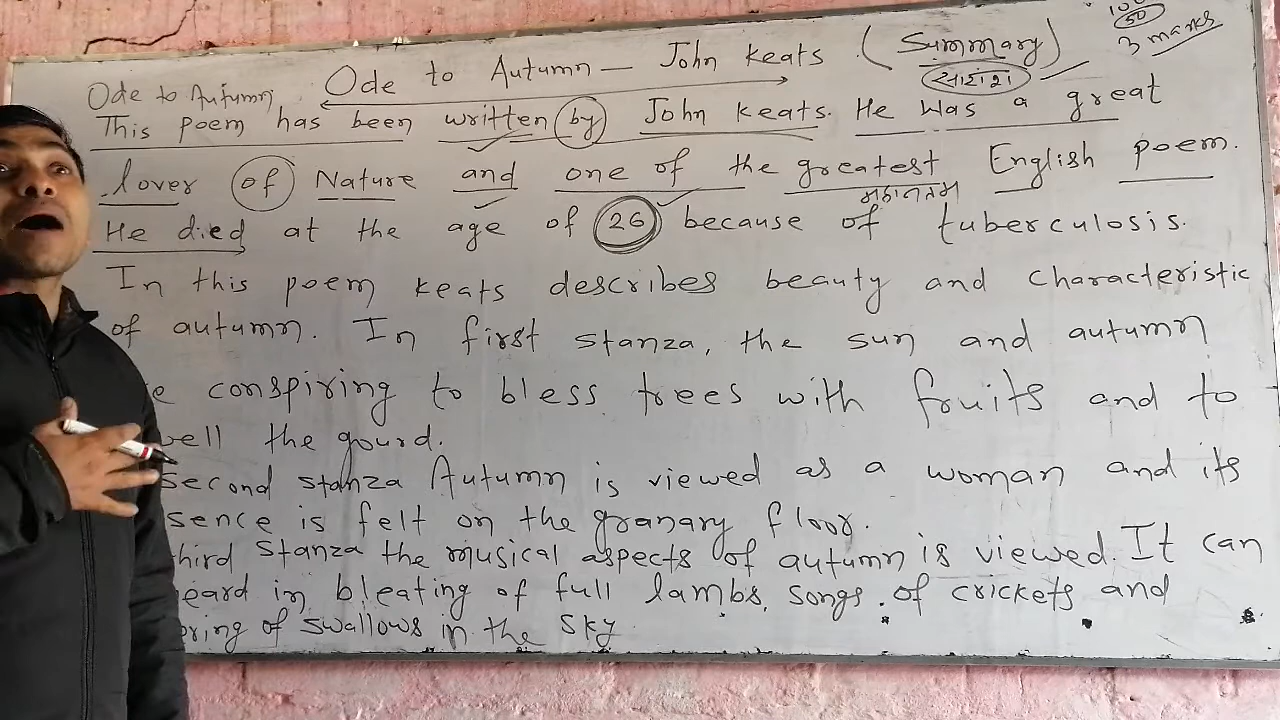 Ode to Autumn — John Keats (Summary)
सारांश
50
3 marks
Ode to Autumn
This poem has been written by John Keats. He was a great
lover of Nature and one of the greatest English poem.
महानतम
He died at the age of 26 because of tuberculosis.
In this poem Keats describes beauty and characteristic
of autumn. In first stanza, the sun and autumn
e conspiring to bless trees with fruits and to
well the gourd.
second stanza Autumn is viewed as a woman and its
sence is felt on the granary floor.
hird stanza the musical aspects of autumn is viewed. It can
eard in bleating of full lambs, songs of crickets and
ering of swallows in the sky.